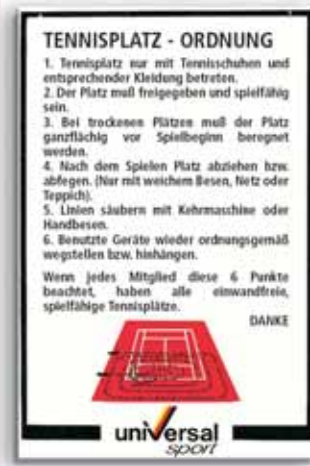 TENNISPLATZ - ORDNUNG
1. Tennisplatz nur mit Tennisschuhen und
entsprechender Kleidung betreten.
2. Der Platz muß freigegeben und spielfähig
sein.
3. Bei trockenen Plätzen muß der Platz
ganzflächig vor Spielbeginn beregnet
werden.
4. Nach dem Spielen Platz abziehen bzw.
abfegen. (Nur mit weichem Besen, Netz oder
Teppich).
5. Linien säubern mit Kehrmaschine oder
Handbesen.
6. Benutzte Geräte wieder ordnungsgemäß
wegstellen bzw. hinhängen.
Wenn jedes Mitglied diese 6 Punkte
beachtet, haben alle einwandfreie,
spielfähige Tennisplätze.
DANKE
universal
sport